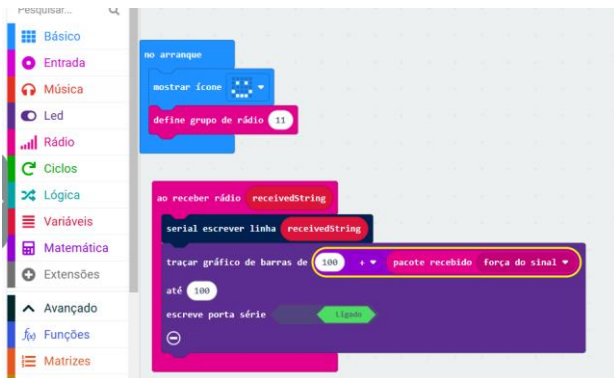 Pesquisar...
Básico
Entrada
Música
Led
Rádio
Ciclos
Lógica
Variáveis
Matemática
Extensões
Avançado
f(x) Funções
Matrizes
no arranque
mostrar ícone
define grupo de rádio 11
ao receber rádio receivedString
serial escrever linha receivedString
traçar gráfico de barras de 100 + pacote recebido força do sinal
até 100
escreve porta série Ligado